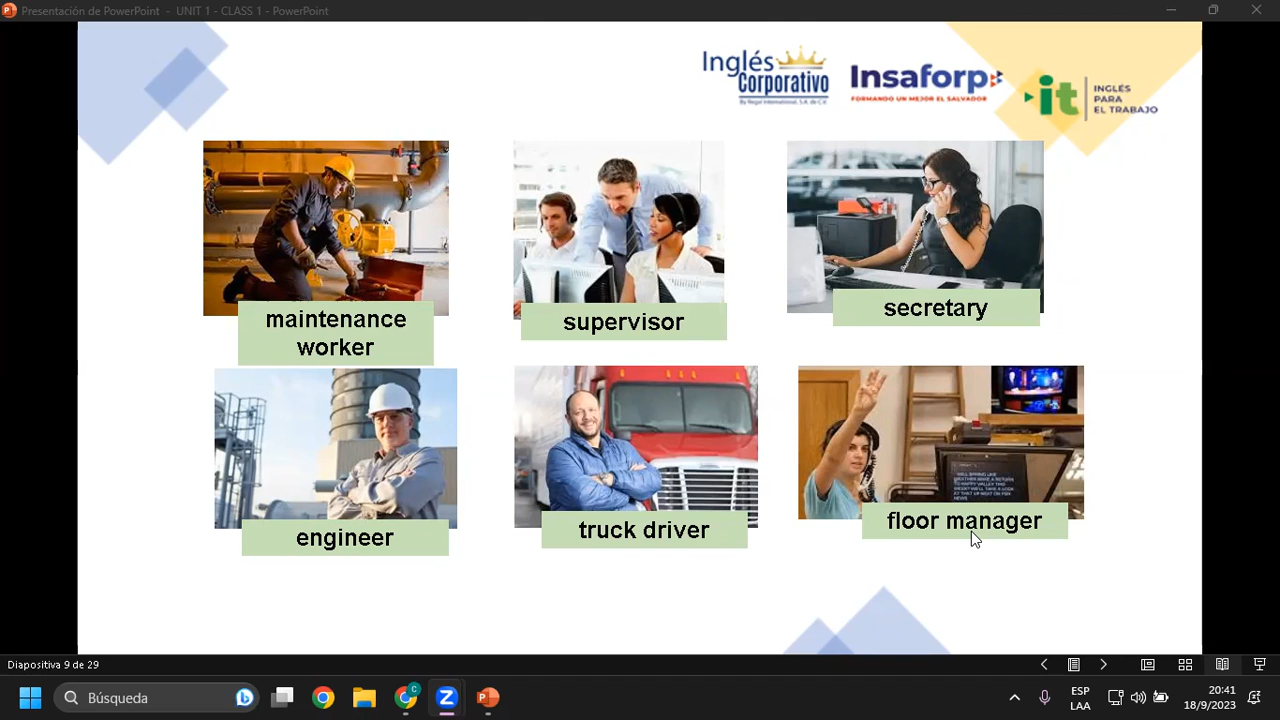 Presentación de PowerPoint - UNIT 1 - CLASS 1 - PowerPoint
Inglés
Corporativo
Insaforp
FORMANDO UN MEJOR EL SALVADOR
it
INGLÉS
PARA
EL TRABAJO
maintenance
worker
supervisor
secretary
engineer
truck driver
floor manager
Diapositiva 9 de 29
Búsqueda
ESP
LAA
20:41
18/9/2023